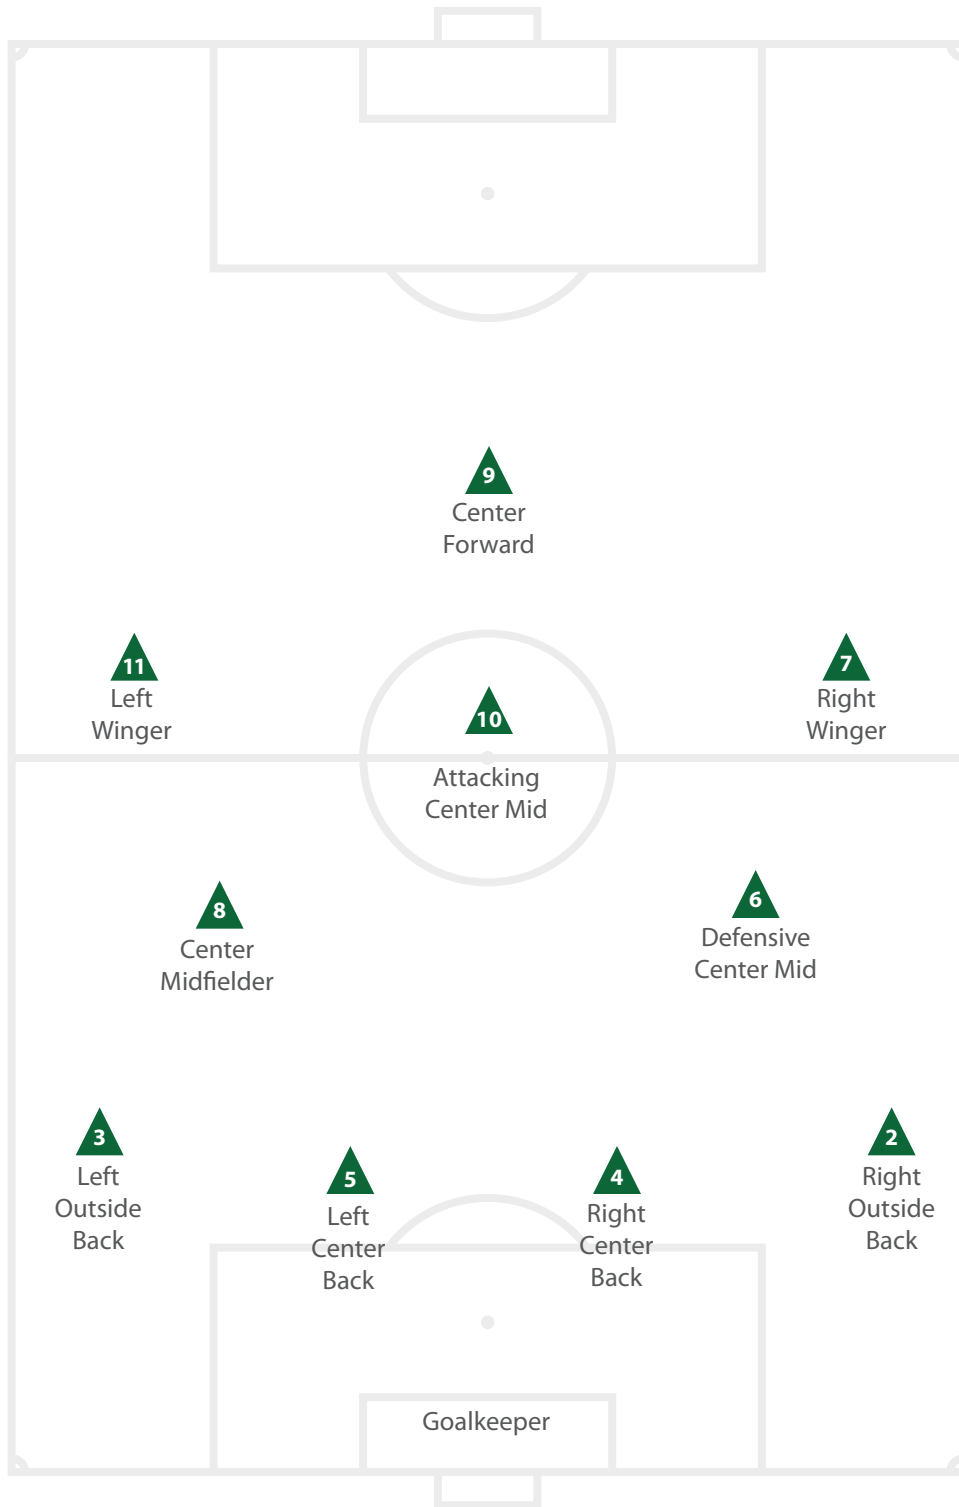 9
Center
Forward
11
Left
Winger
7
Right
Winger
10
Attacking
Center Mid
8
Center
Midfielder
6
Defensive
Center Mid
3
Left
Outside
Back
5
Left
Center
Back
4
Right
Center
Back
2
Right
Outside
Back
Goalkeeper